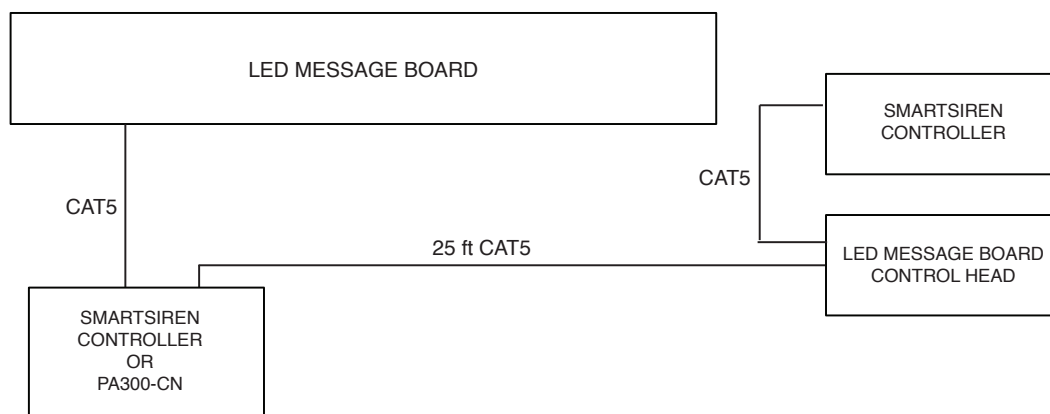 LED MESSAGE BOARD
SMARTSIREN
CONTROLLER
CAT5
CAT5
25 ft CAT5
LED MESSAGE BOARD
CONTROL HEAD
SMARTSIREN
CONTROLLER
OR
PA300-CN